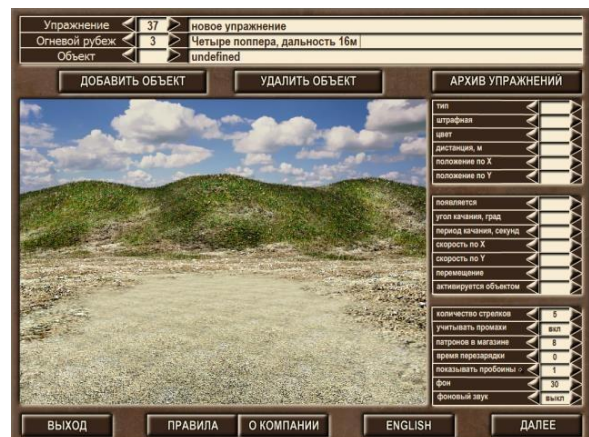 Упражнение 37 новое упражнение
Огневой рубеж 3 Четыре поппера, дальность 16м
Объект undefined
ДОБАВИТЬ ОБЪЕКТ УДАЛИТЬ ОБЪЕКТ АРХИВ УПРАЖНЕНИЙ
тип
штрафная
цвет
дистанция, м
положение по X
положение по Y
появляется
угол качания, град
период качания, секунд
скорость по X
скорость по Y
перемещение
активируется объектом
количество стрелков 5
учитывать промахи вкл
патронов в магазине 8
время перезарядки 0
показывать пробоины 1
фон 30
фоновый звук выкл
ВЫХОД ПРАВИЛА О КОМПАНИИ ENGLISH ДАЛЕЕ